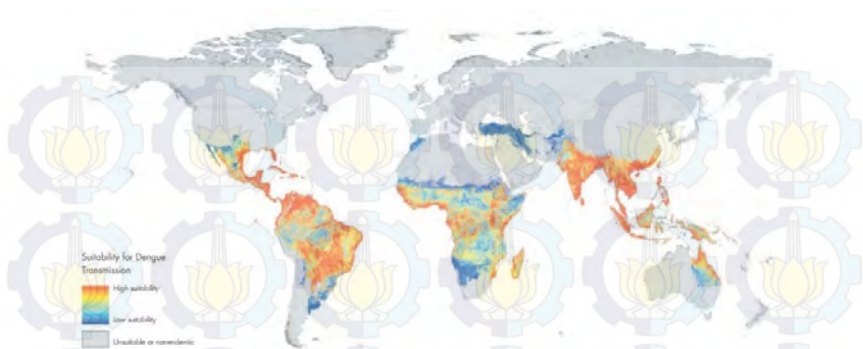 Suitability for Dengue
Transmission
High suitability
Low suitability
Unsuitable or nonendemic